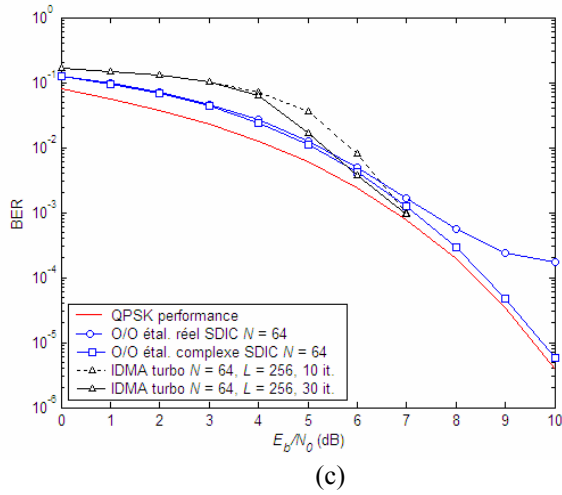 10^0
10^-1
10^-2
10^-3
10^-4
10^-5
10^-6
BER
QPSK performance
O/O étal. réel SDIC N = 64
O/O étal. complexe SDIC N = 64
IDMA turbo N = 64, L = 256, 10 it.
IDMA turbo N = 64, L = 256, 30 it.
0 1 2 3 4 5 6 7 8 9 10
E_b/N_0 (dB)
(c)